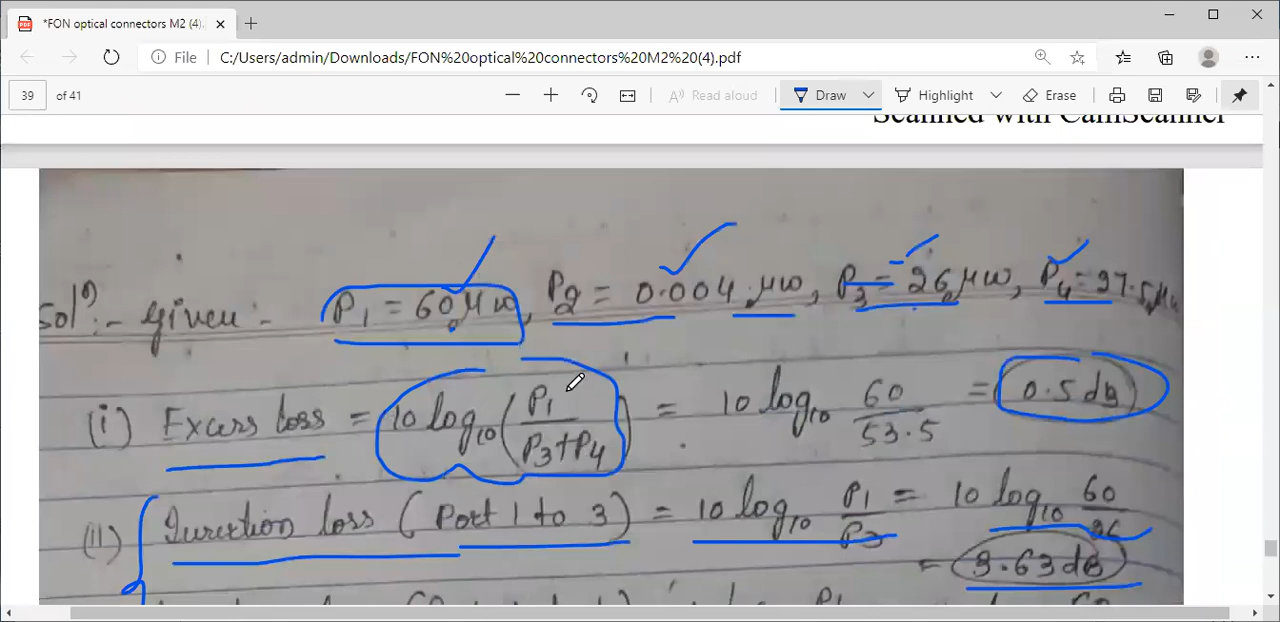 *FON optical connectors M2 (4).
File C:/Users/admin/Downloads/FON%20optical%20connectors%20M2%20(4).pdf
39 of 41 Read aloud Draw Highlight Erase
Scanned with CamScanner
Solⁿ:- given:- P₁ = 60 μw, P₂ = 0.004 μw, P₃ = 26 μw, P₄ = 27.5 μw
(i) Excess loss = 10 log₁₀ (P₁/(P₃+P₄)) = 10 log₁₀ 60/53.5 = 0.5 dB
(ii) Insertion loss (Port 1 to 3) = 10 log₁₀ P₁/P₃ = 10 log₁₀ 60/26
= 3.63 dB